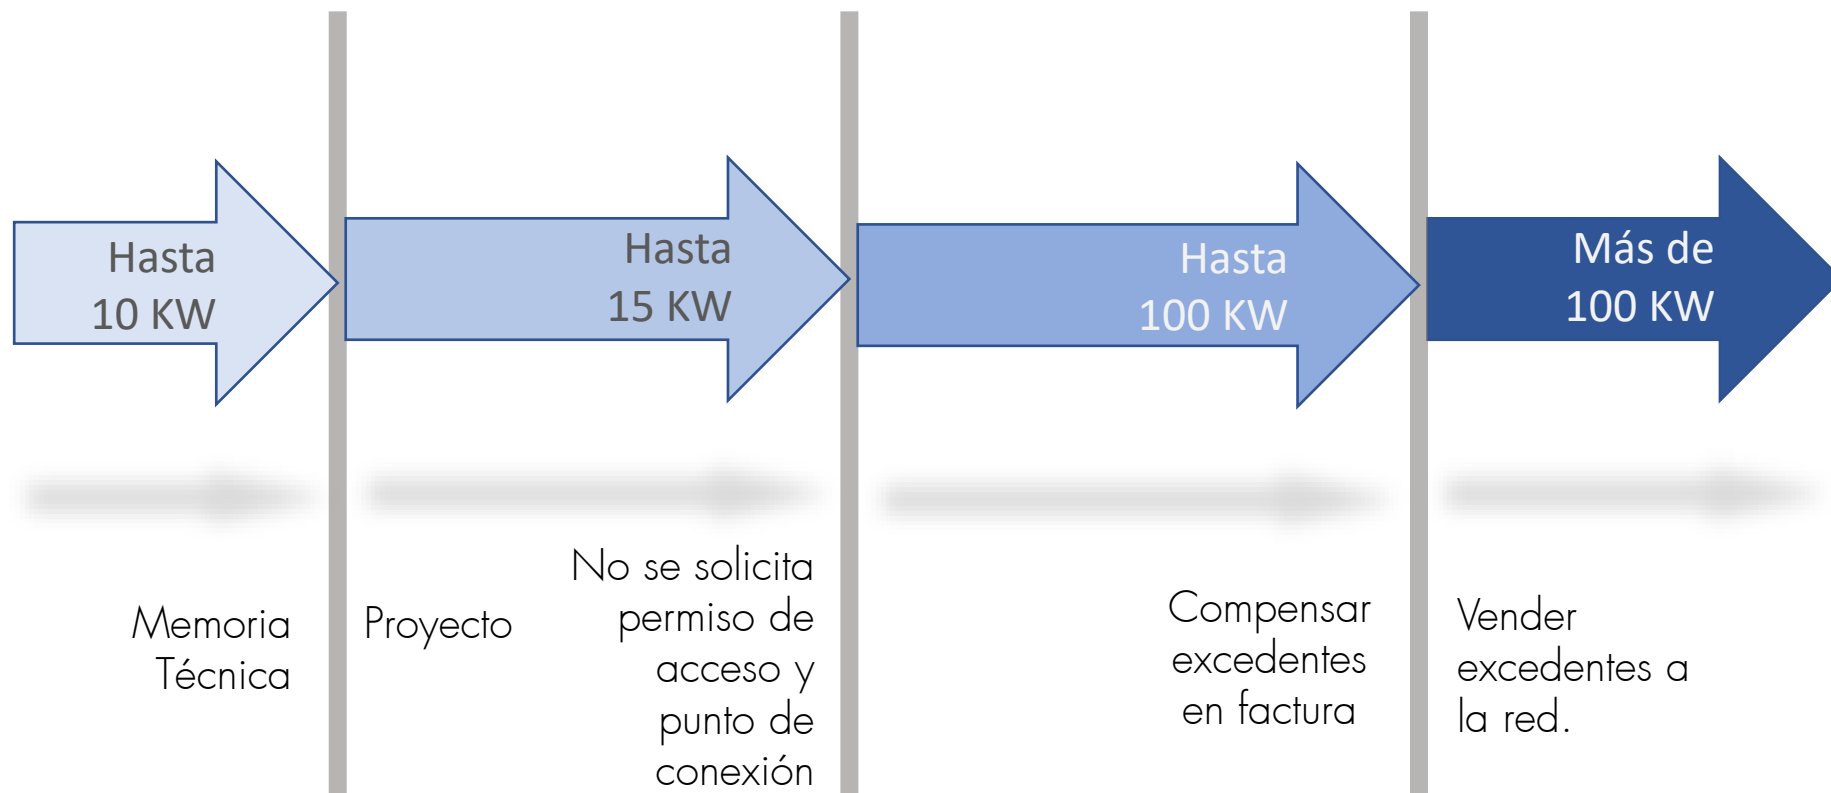 Hasta
10 KW
Hasta
15 KW
Hasta
100 KW
Más de
100 KW
Memoria
Técnica
Proyecto
No se solicita
permiso de
acceso y
punto de
conexión
Compensar
excedentes
en factura
Vender
excedentes a
la red.